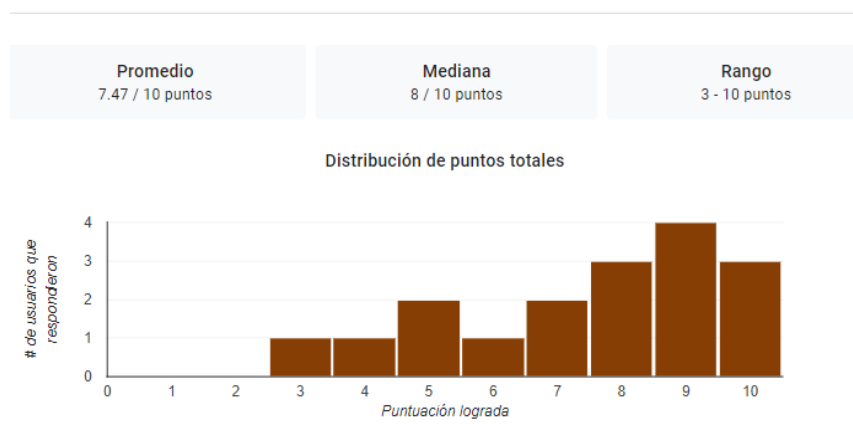 Promedio
7.47 / 10 puntos
Mediana
8 / 10 puntos
Rango
3 - 10 puntos
Distribución de puntos totales
# de usuarios que
respondieron
4
3
2
1
0
0 1 2 3 4 5 6 7 8 9 10
Puntuación lograda